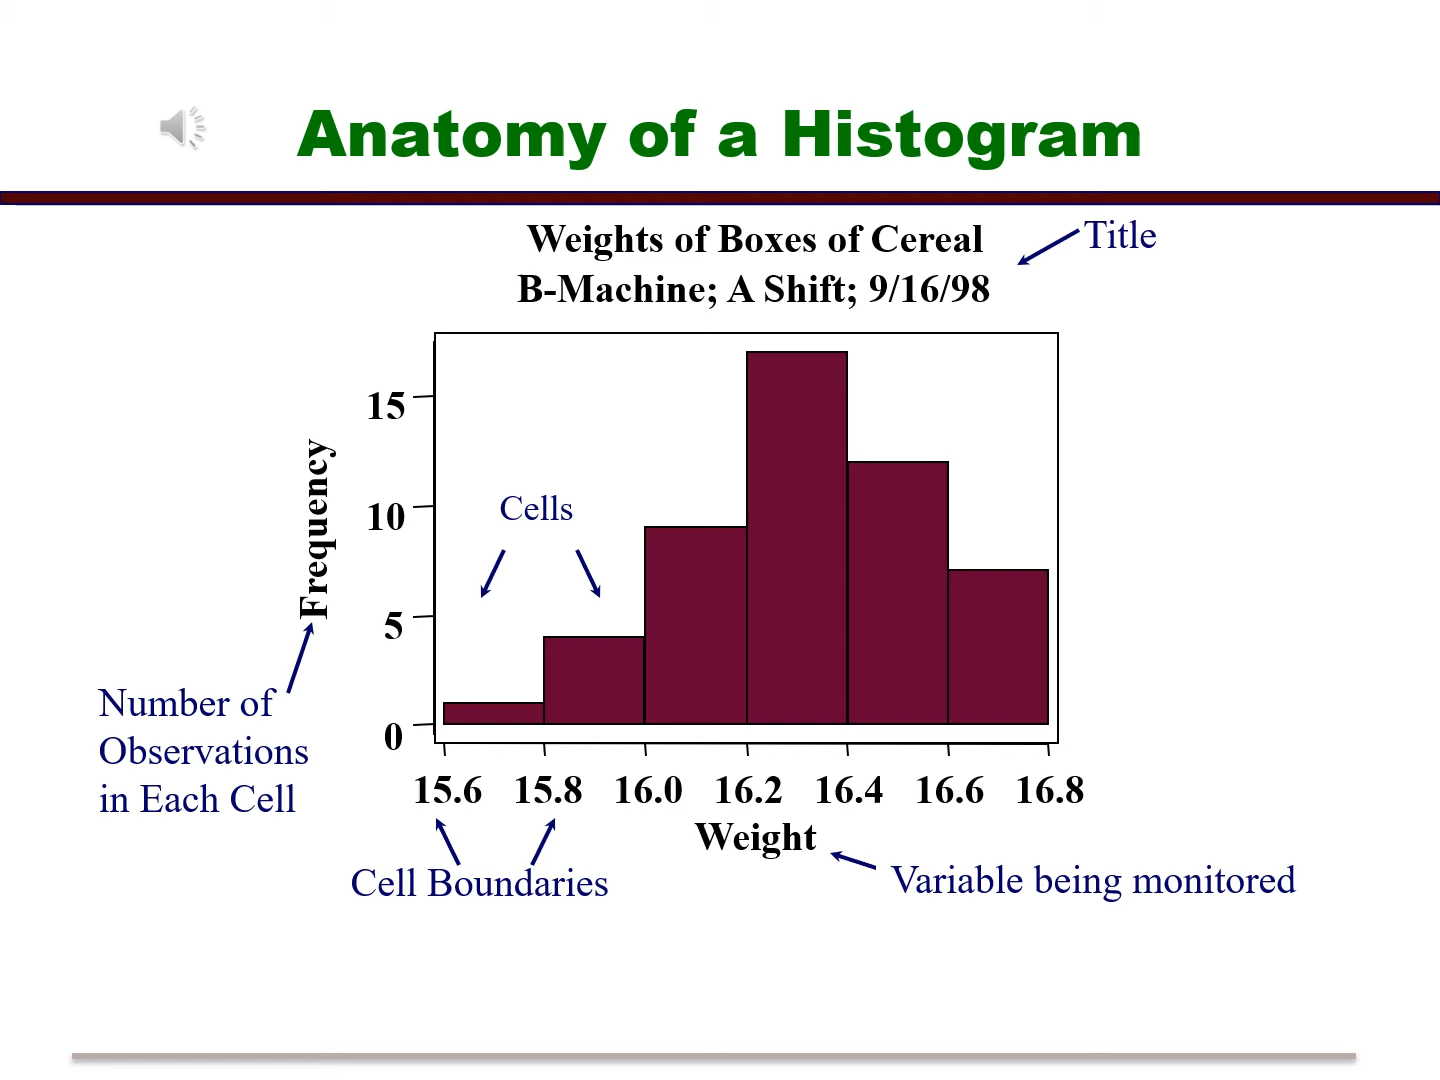 Anatomy of a Histogram
Weights of Boxes of Cereal
B-Machine; A Shift; 9/16/98
Title
15
10
5
0
Frequency
Cells
Number of
Observations
in Each Cell
15.6 15.8 16.0 16.2 16.4 16.6 16.8
Weight
Cell Boundaries
Variable being monitored